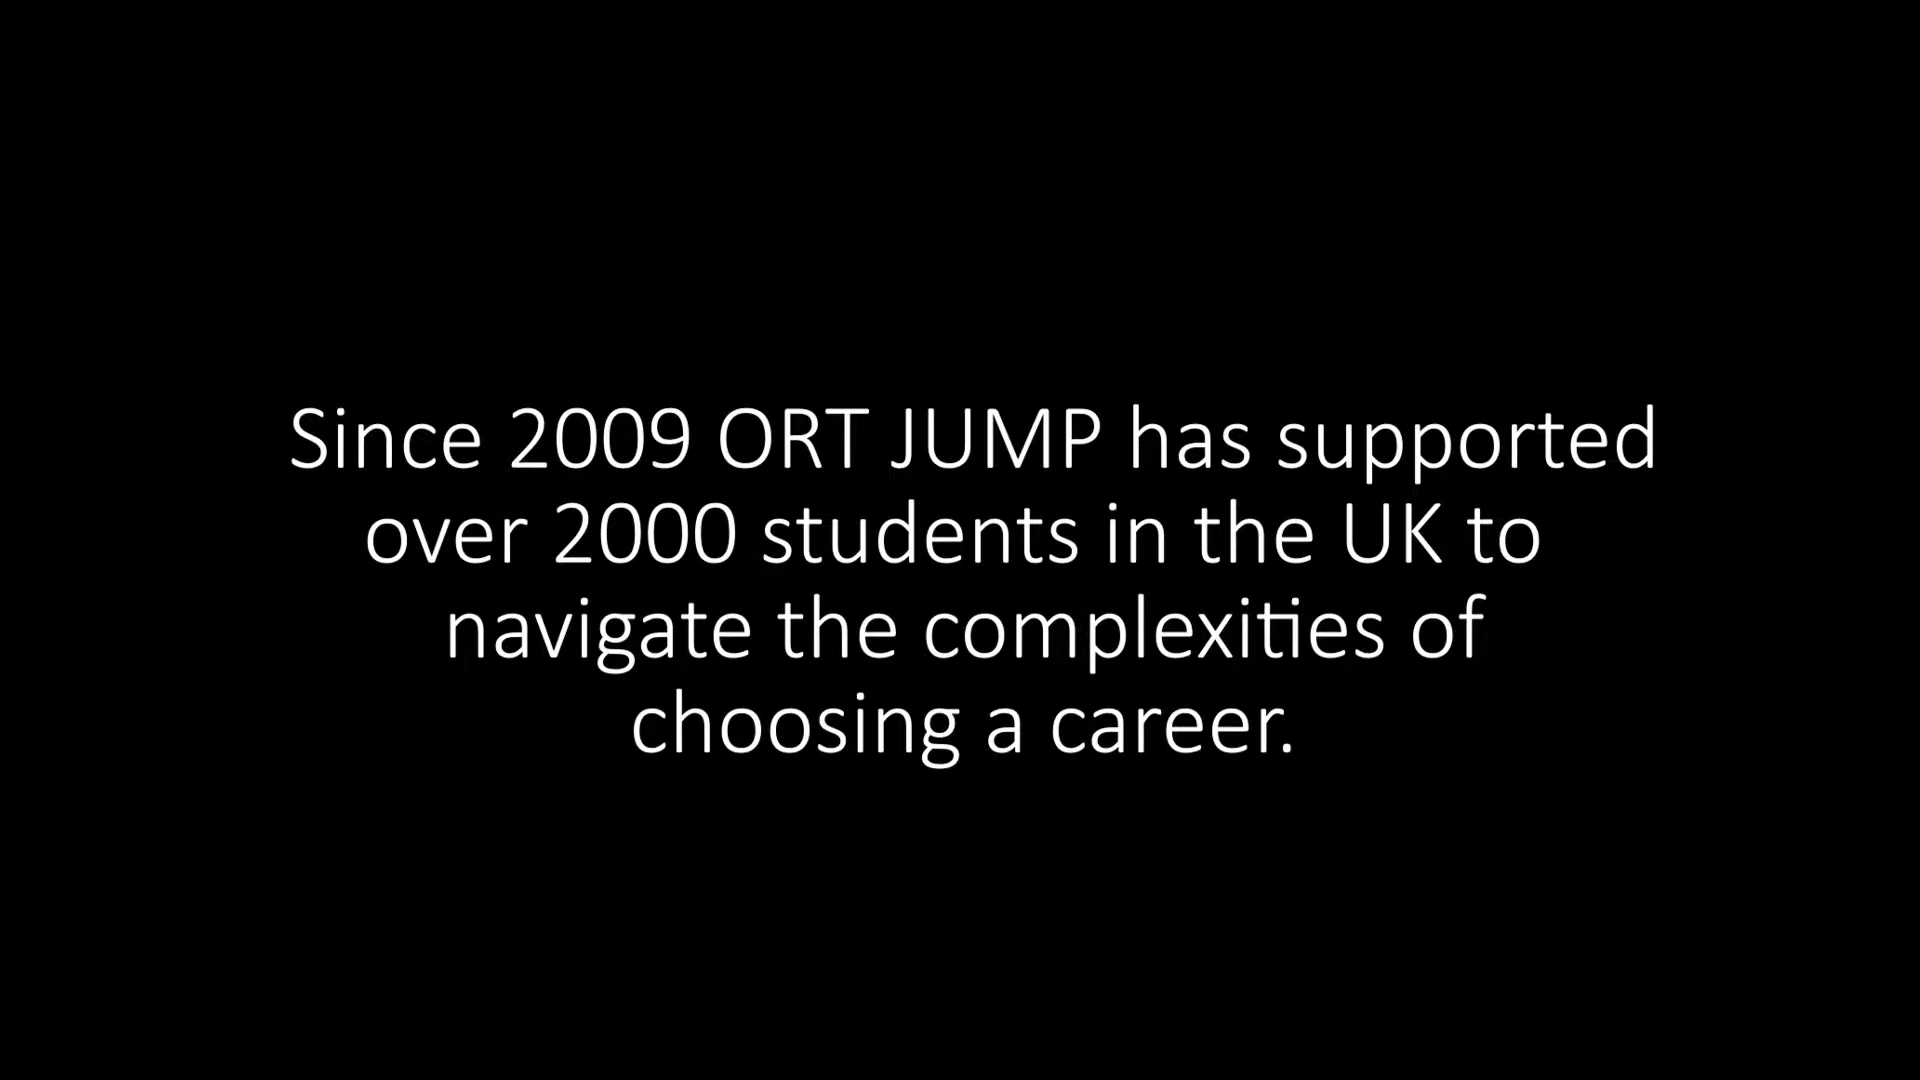 Since 2009 ORT JUMP has supported
over 2000 students in the UK to
navigate the complexities of
choosing a career.